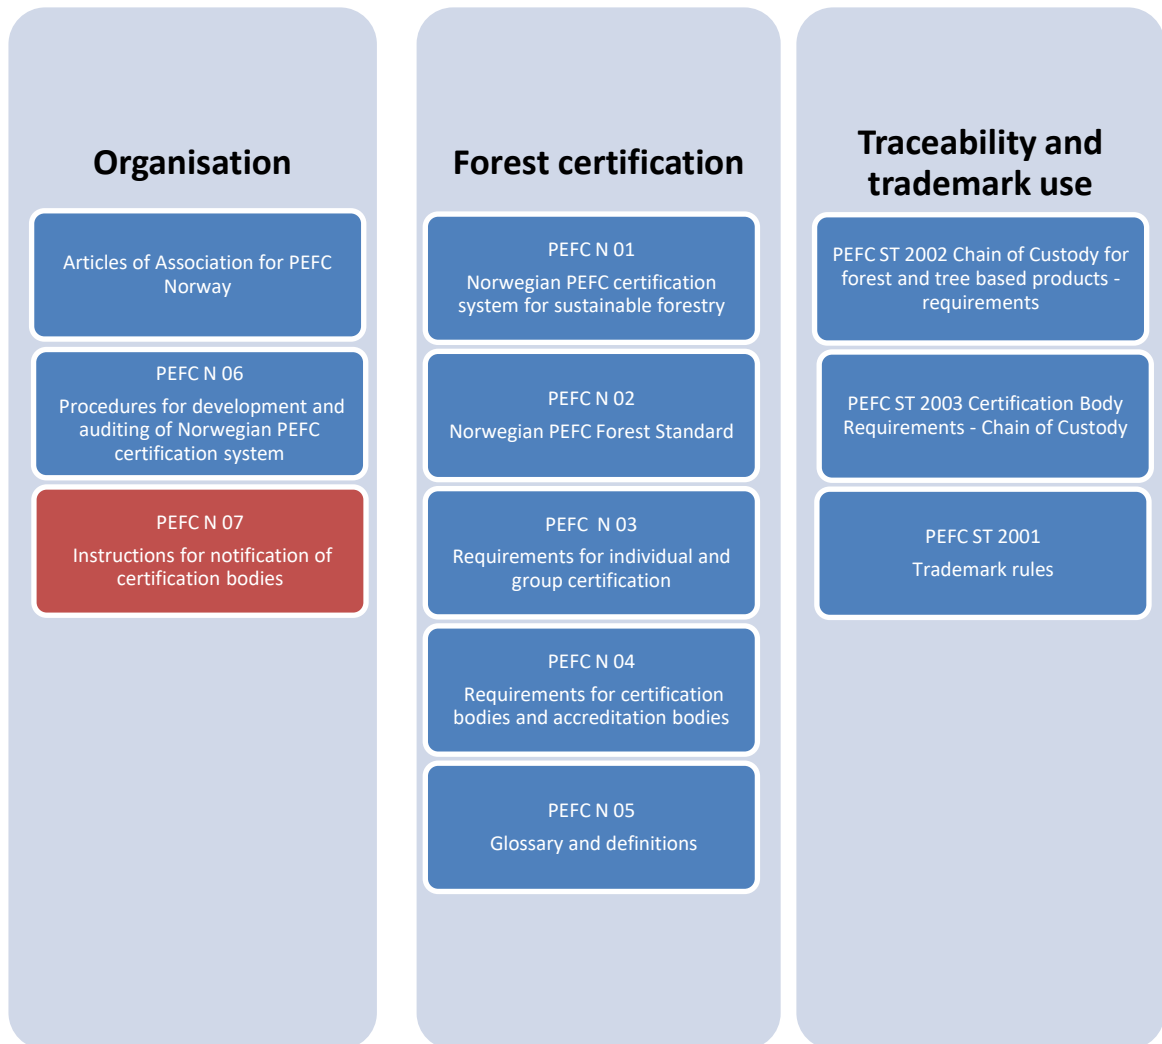 Organisation
Articles of Association for PEFC
Norway
PEFC N 06
Procedures for development and
auditing of Norwegian PEFC
certification system
PEFC N 07
Instructions for notification of
certification bodies
Forest certification
PEFC N 01
Norwegian PEFC certification
system for sustainable forestry
PEFC N 02
Norwegian PEFC Forest Standard
PEFC N 03
Requirements for individual and
group certification
PEFC N 04
Requirements for certification
bodies and accreditation bodies
PEFC N 05
Glossary and definitions
Traceability and
trademark use
PEFC ST 2002 Chain of Custody for
forest and tree based products -
requirements
PEFC ST 2003 Certification Body
Requirements - Chain of Custody
PEFC ST 2001
Trademark rules